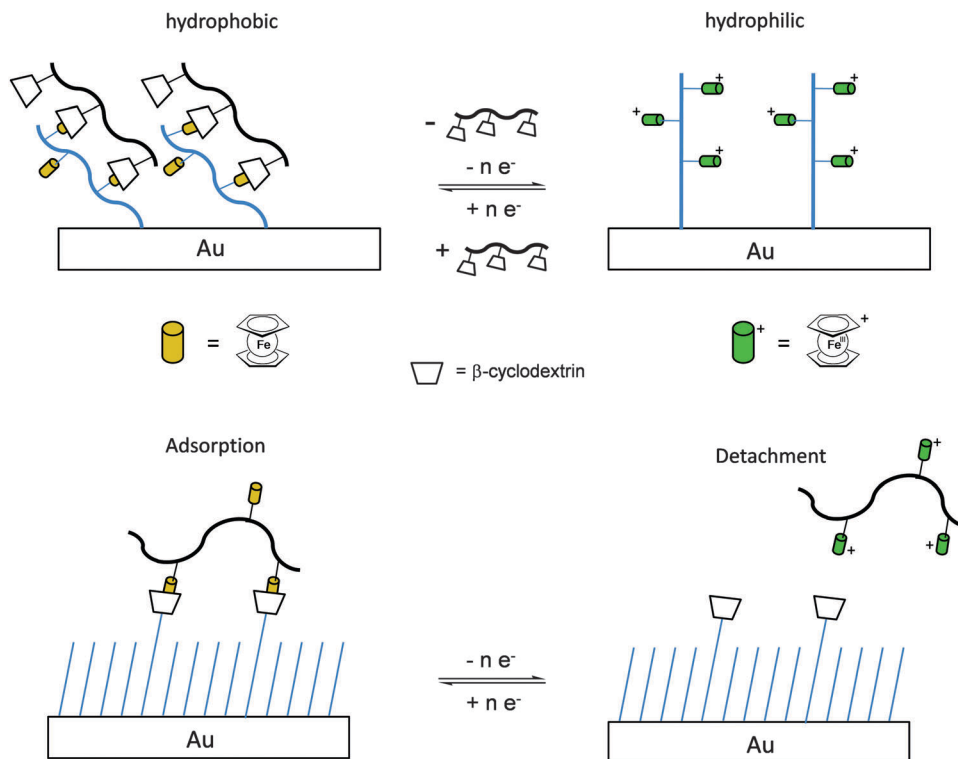 hydrophobic
hydrophilic
-
- n e-
+ n e-
+
Au
Au
+
+
+
+
+
+
= Fe
= β-cyclodextrin
+ = Fe III +
Adsorption
Detachment
+
+
+
- n e-
+ n e-
Au
Au